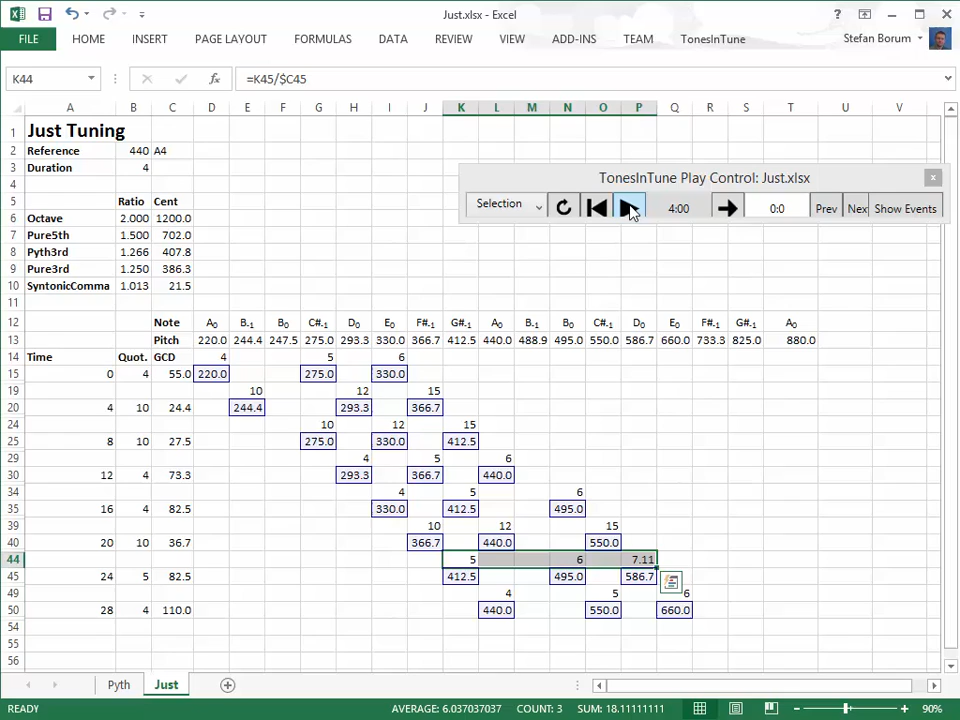 Just.xlsx - Excel
FILE HOME INSERT PAGE LAYOUT FORMULAS DATA REVIEW VIEW ADD-INS TEAM TonesInTune Stefan Borum
K44 fx =K45/$C45
A B C D E F G H I J K L M N O P Q R S T U V
1 Just Tuning
2 Reference 440 A4
3 Duration 4
TonesInTune Play Control: Just.xlsx
Selection 4:00 0:0 Prev Nex Show Events
4
5 Ratio Cent
6 Octave 2.000 1200.0
7 Pure5th 1.500 702.0
8 Pyth3rd 1.266 407.8
9 Pure3rd 1.250 386.3
10 SyntonicComma 1.013 21.5
11
12 Note A0 B-1 B0 C#-1 D0 E0 F#-1 G#-1 A0 B-1 B0 C#-1 D0 E0 F#-1 G#-1 A0
13 Pitch 220.0 244.4 247.5 275.0 293.3 330.0 366.7 412.5 440.0 488.9 495.0 550.0 586.7 660.0 733.3 825.0 880.0
14 Time Quot. GCD 4 5 6
15 0 4 55.0 220.0 275.0 330.0
19 10 12 15
20 4 10 24.4 244.4 293.3 366.7
24 10 12 15
25 8 10 27.5 275.0 330.0 412.5
29 4 5 6
30 12 4 73.3 293.3 366.7 440.0
34 4 5 6
35 16 4 82.5 330.0 412.5 495.0
39 10 12 15
40 20 10 36.7 366.7 440.0 550.0
44 5 6 7.11
45 24 5 82.5 412.5 495.0 586.7
49 4 5 6
50 28 4 110.0 440.0 550.0 660.0
54
55
56
Pyth Just
READY AVERAGE: 6.037037037 COUNT: 3 SUM: 18.11111111 90%